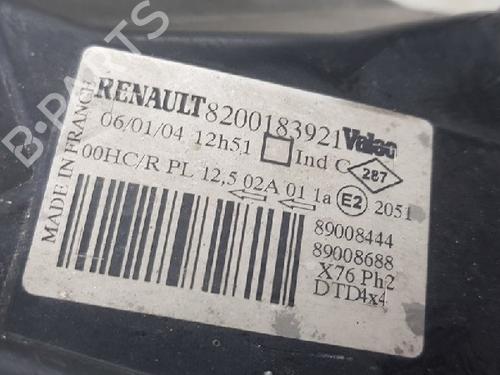 RENAULT 8200183921 Valeo
06/01/04 12h51 Ind C 287
00HC/R PL 12,5 02A 01 1a E2 2051
MADE IN FRANCE
89008444
89008688
X76 Ph2
DTD4x4
B-PARTS